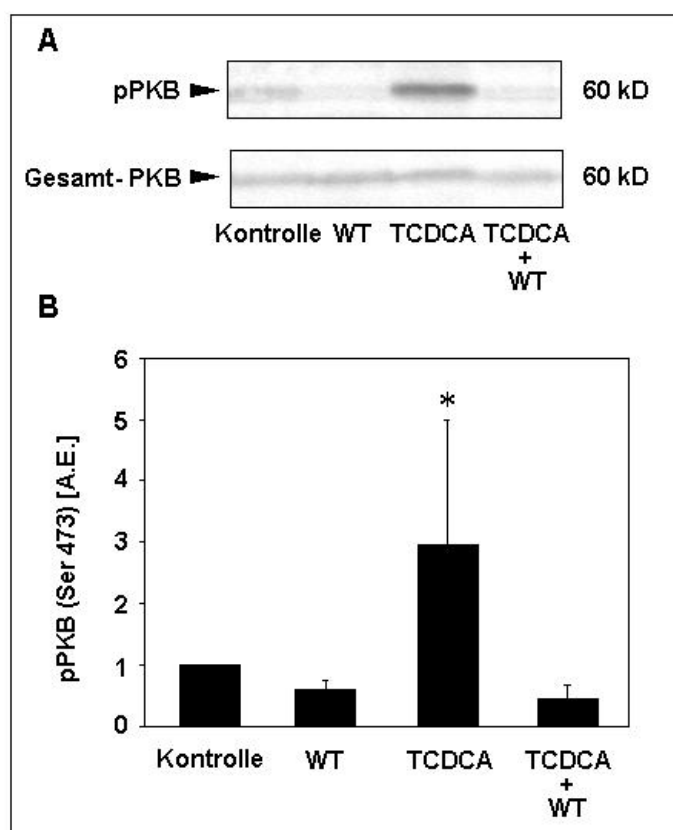 A
pPKB 60 kD
Gesamt- PKB 60 kD
Kontrolle WT TCDCA TCDCA
+
WT
B
pPKB (Ser 473) [A.E.]
6
5
4
3
2
1
0
*
Kontrolle WT TCDCA TCDCA
+
WT